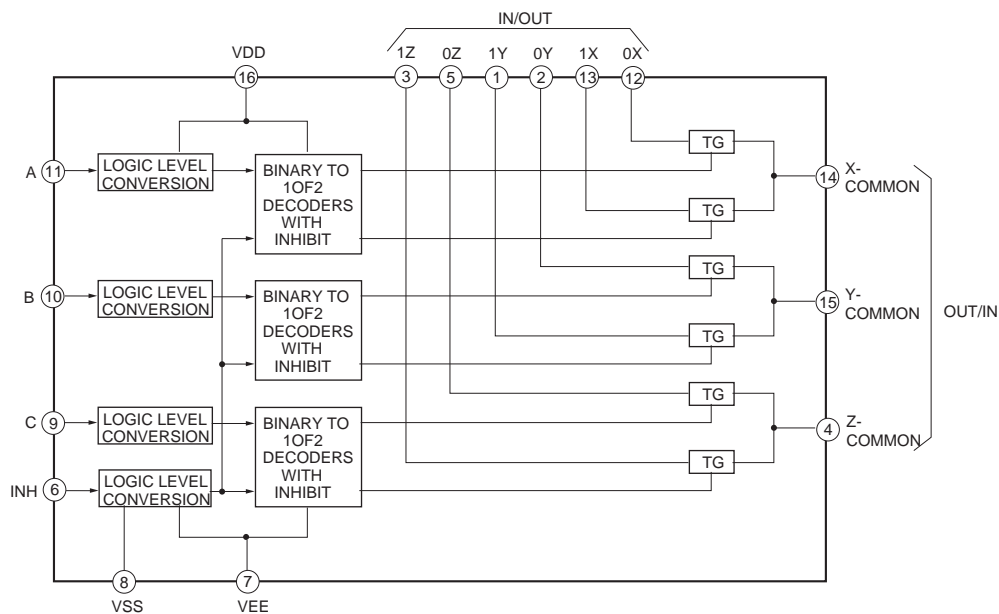 IN/OUT
VDD
1Z
0Z
1Y
0Y
1X
0X
16
3
5
1
2
13
12
A
11
LOGIC LEVEL
CONVERSION
BINARY TO
1OF2
DECODERS
WITH
INHIBIT
TG
TG
14
X-
COMMON
B
10
LOGIC LEVEL
CONVERSION
BINARY TO
1OF2
DECODERS
WITH
INHIBIT
TG
TG
15
Y-
COMMON
OUT/IN
C
9
LOGIC LEVEL
CONVERSION
BINARY TO
1OF2
DECODERS
WITH
INHIBIT
TG
TG
4
Z-
COMMON
INH
6
LOGIC LEVEL
CONVERSION
8
7
VSS
VEE